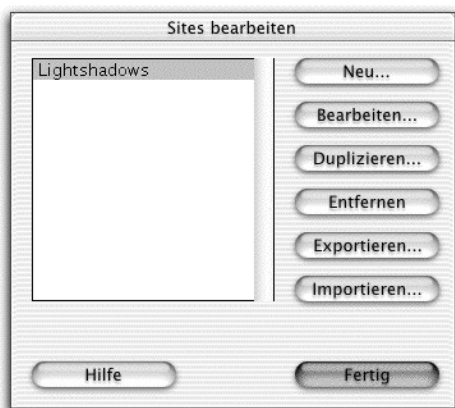 Sites bearbeiten
Lightshadows
Neu...
Bearbeiten...
Duplizieren...
Entfernen
Exportieren...
Importieren...
Hilfe
Fertig